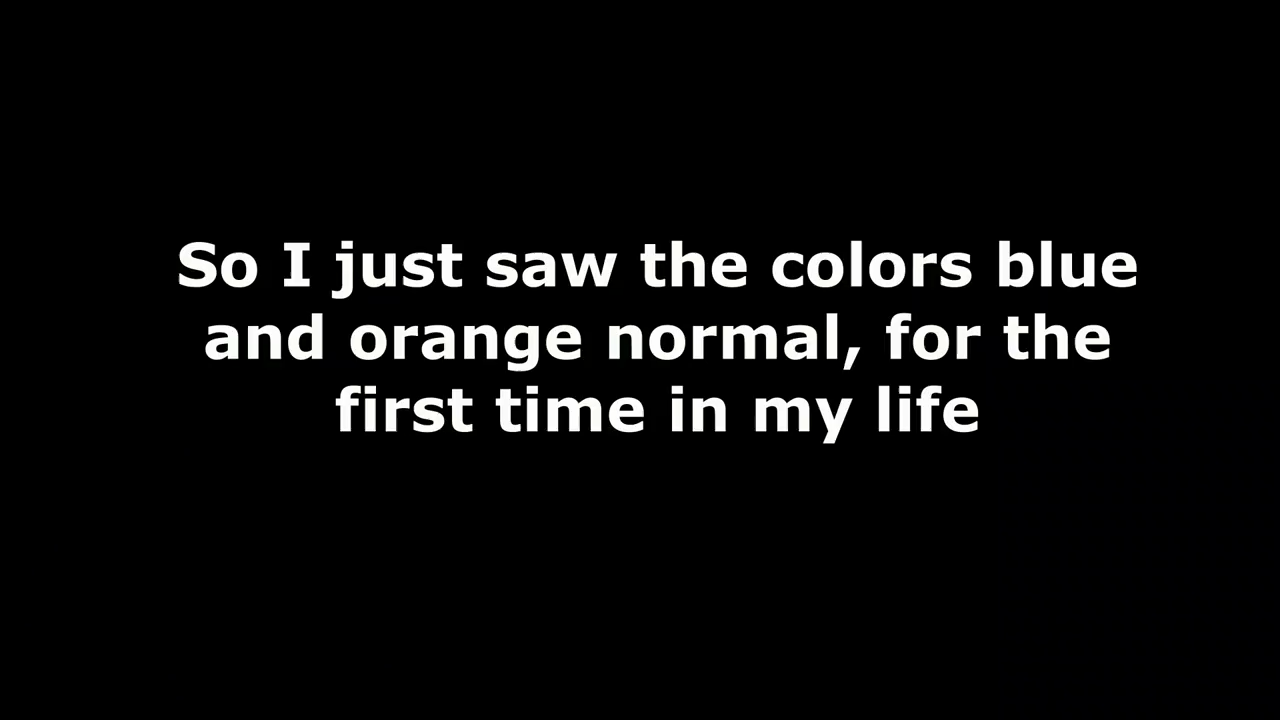 So I just saw the colors blue
and orange normal, for the
first time in my life